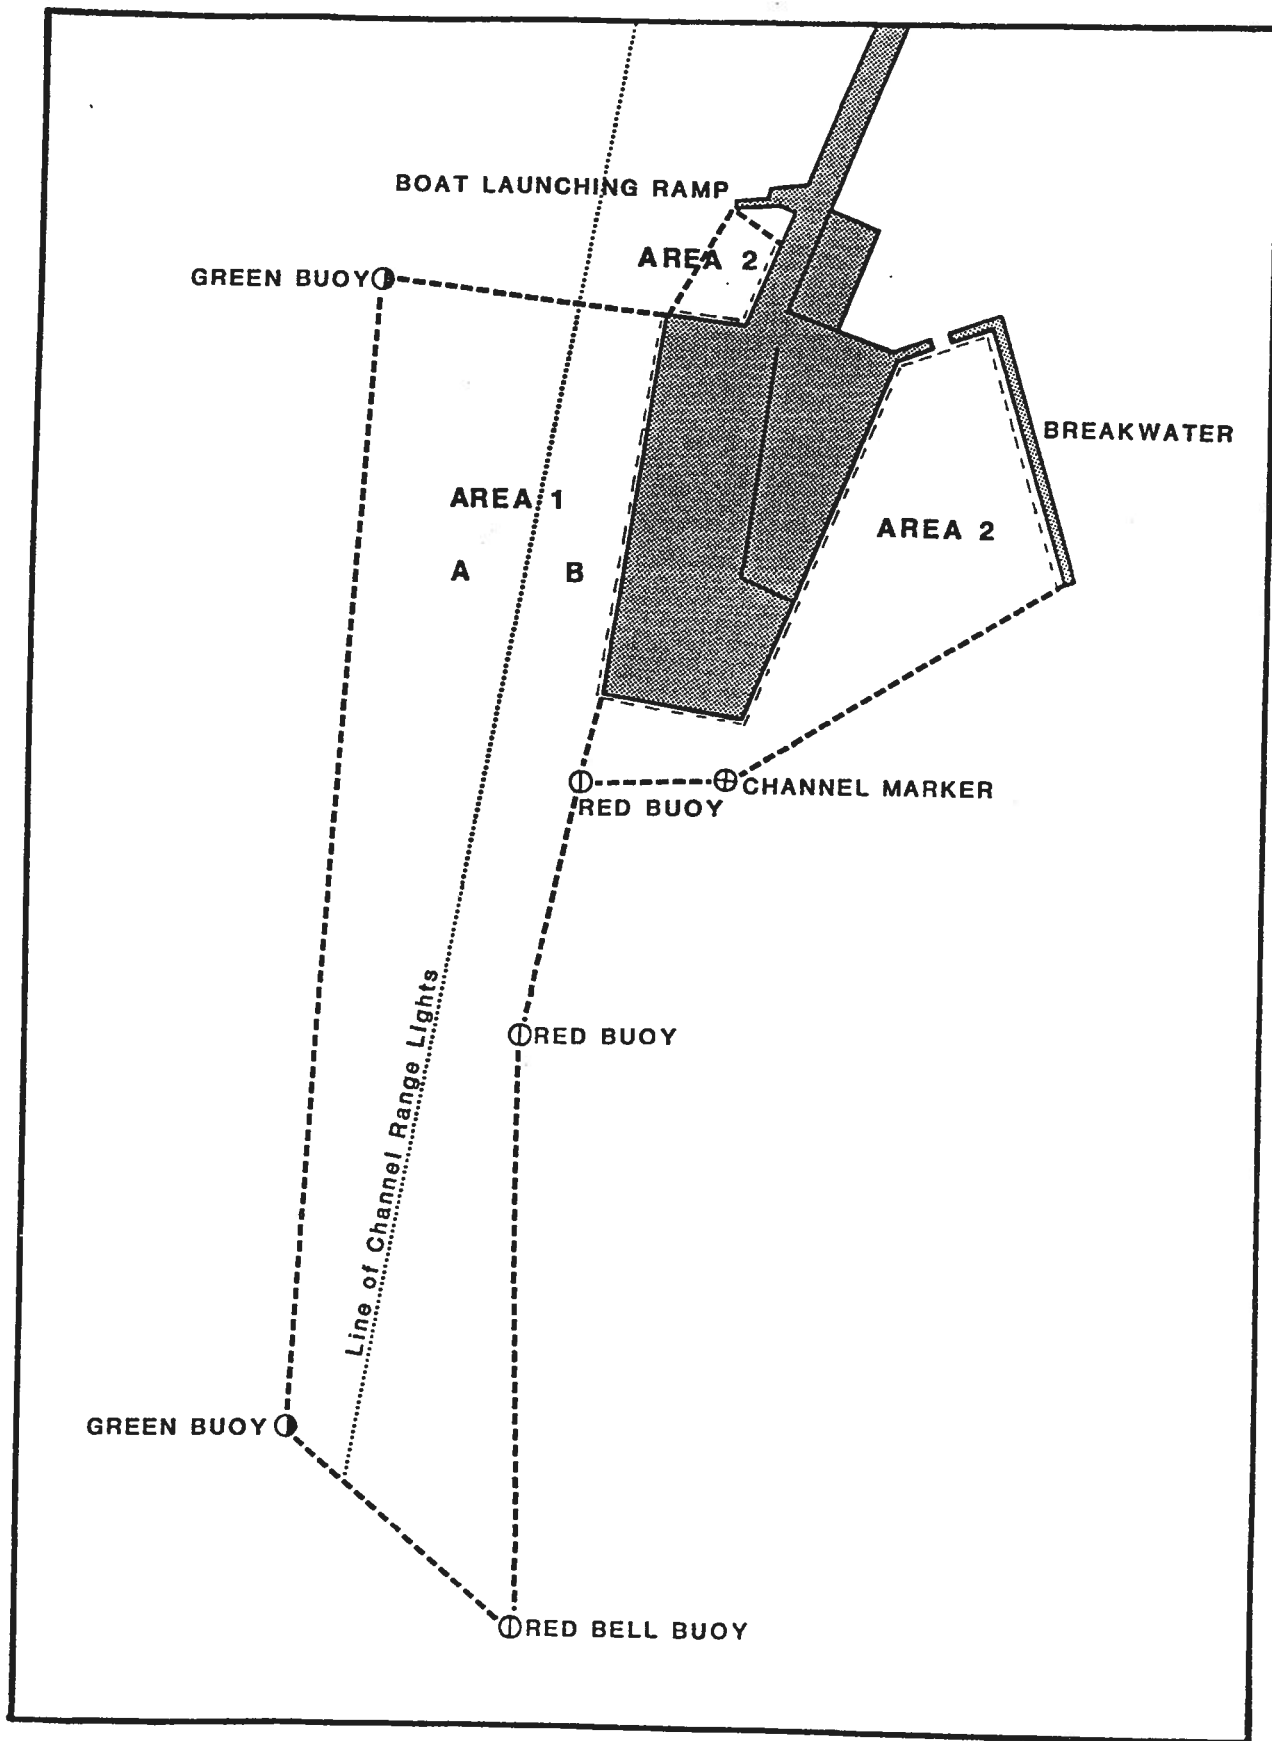 BOAT LAUNCHING RAMP
AREA 2
GREEN BUOY
BREAKWATER
AREA 1
AREA 2
A B
CHANNEL MARKER
RED BUOY
Line of Channel Range Lights
RED BUOY
GREEN BUOY
RED BELL BUOY